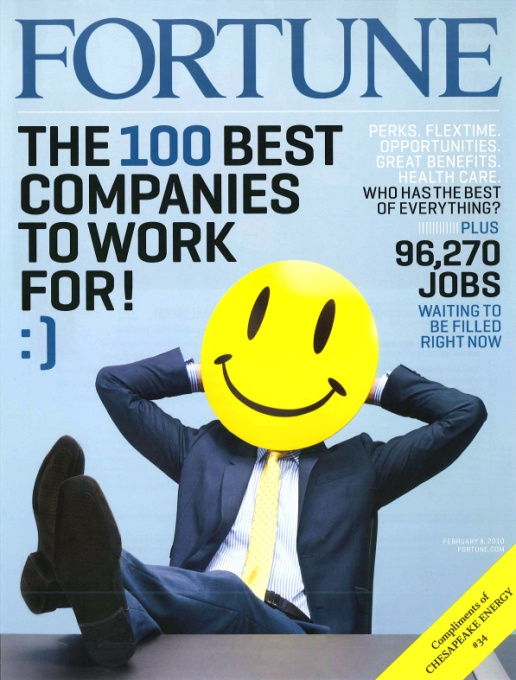 FORTUNE
THE 100 BEST
COMPANIES
TO WORK
FOR!
:)
PERKS. FLEXTIME.
OPPORTUNITIES.
GREAT BENEFITS.
HEALTH CARE.
WHO HAS THE BEST
OF EVERYTHING?
PLUS
96,270
JOBS
WAITING TO
BE FILLED
RIGHT NOW
FEBRUARY 8, 2010
FORTUNE.COM
Compliments of
CHESAPEAKE ENERGY
#34